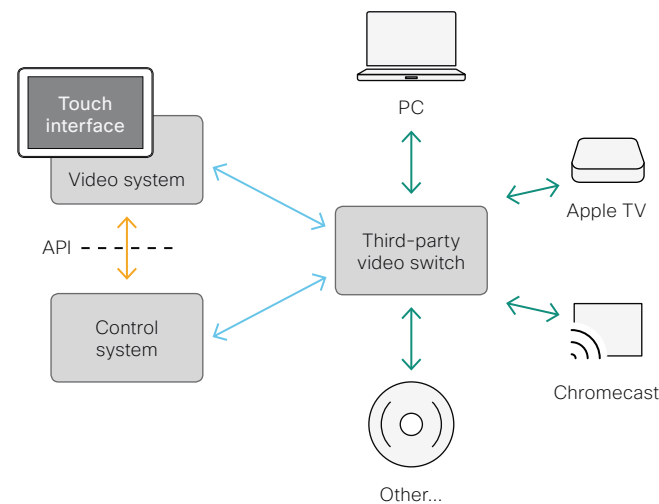 PC
Touch
interface
Video system
Apple TV
API
Third-party
video switch
Control
system
Chromecast
Other...